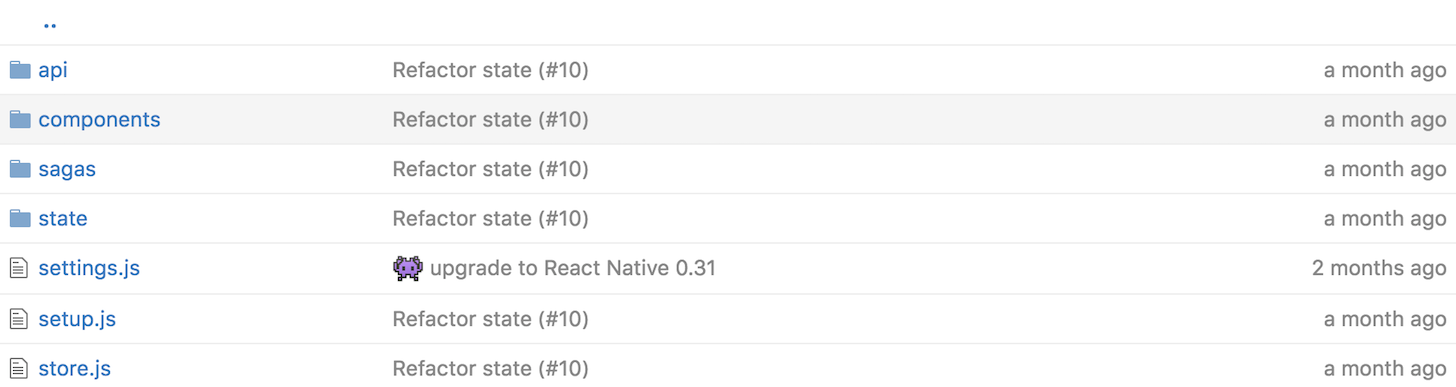 ..
api Refactor state (#10) a month ago
components Refactor state (#10) a month ago
sagas Refactor state (#10) a month ago
state Refactor state (#10) a month ago
settings.js 👾 upgrade to React Native 0.31 2 months ago
setup.js Refactor state (#10) a month ago
store.js Refactor state (#10) a month ago